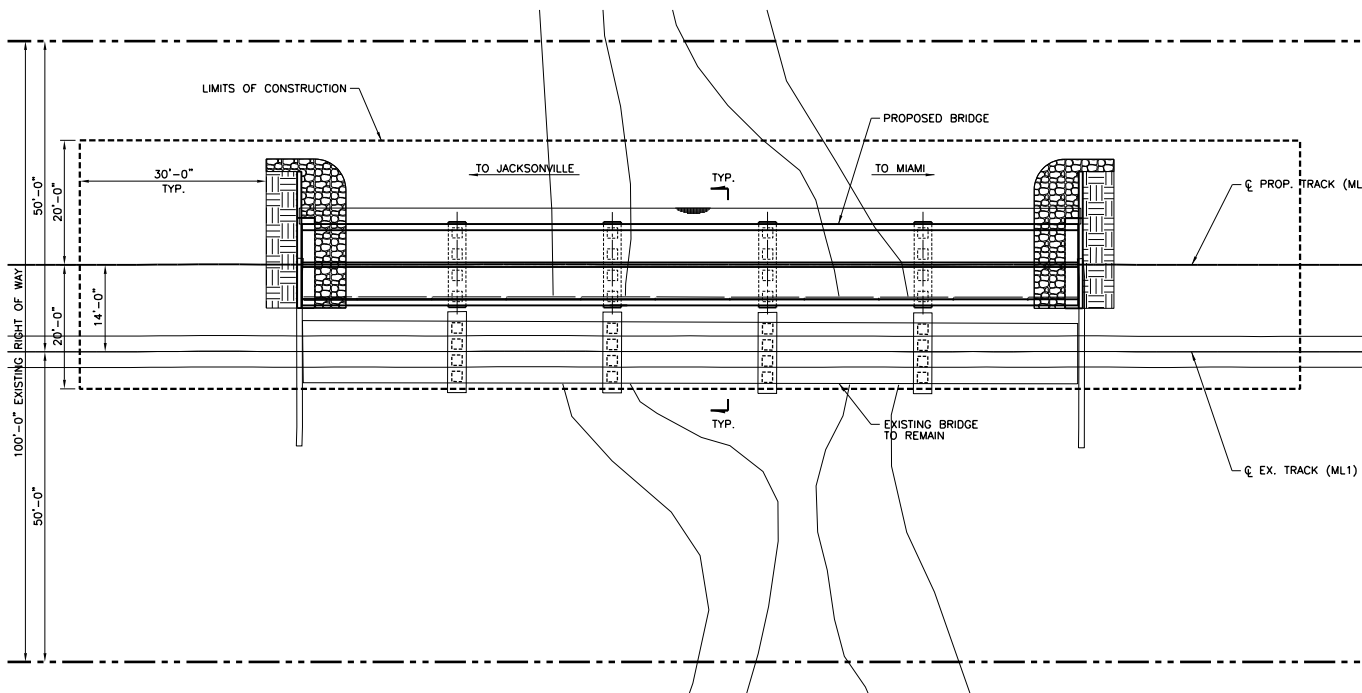 LIMITS OF CONSTRUCTION
PROPOSED BRIDGE
TO JACKSONVILLE
TO MIAMI
TYP.
30'-0"
TYP.
50'-0"
20'-0"
℄ PROP. TRACK (ML
100'-0" EXISTING RIGHT OF WAY
20'-0"
14'-0"
TYP.
EXISTING BRIDGE
TO REMAIN
℄ EX. TRACK (ML1)
50'-0"